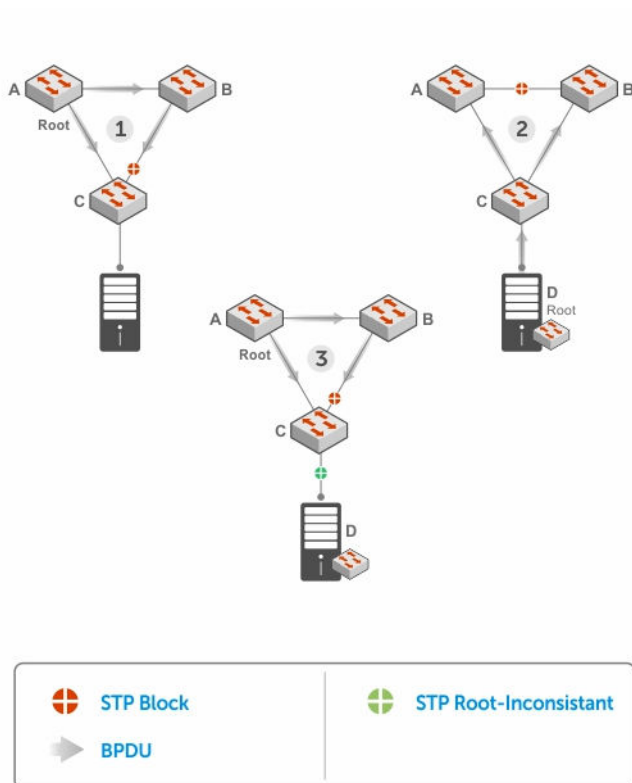 A
B
Root
1
C
A
B
2
C
D
Root
A
B
Root
3
C
D
STP Block
STP Root-Inconsistant
BPDU